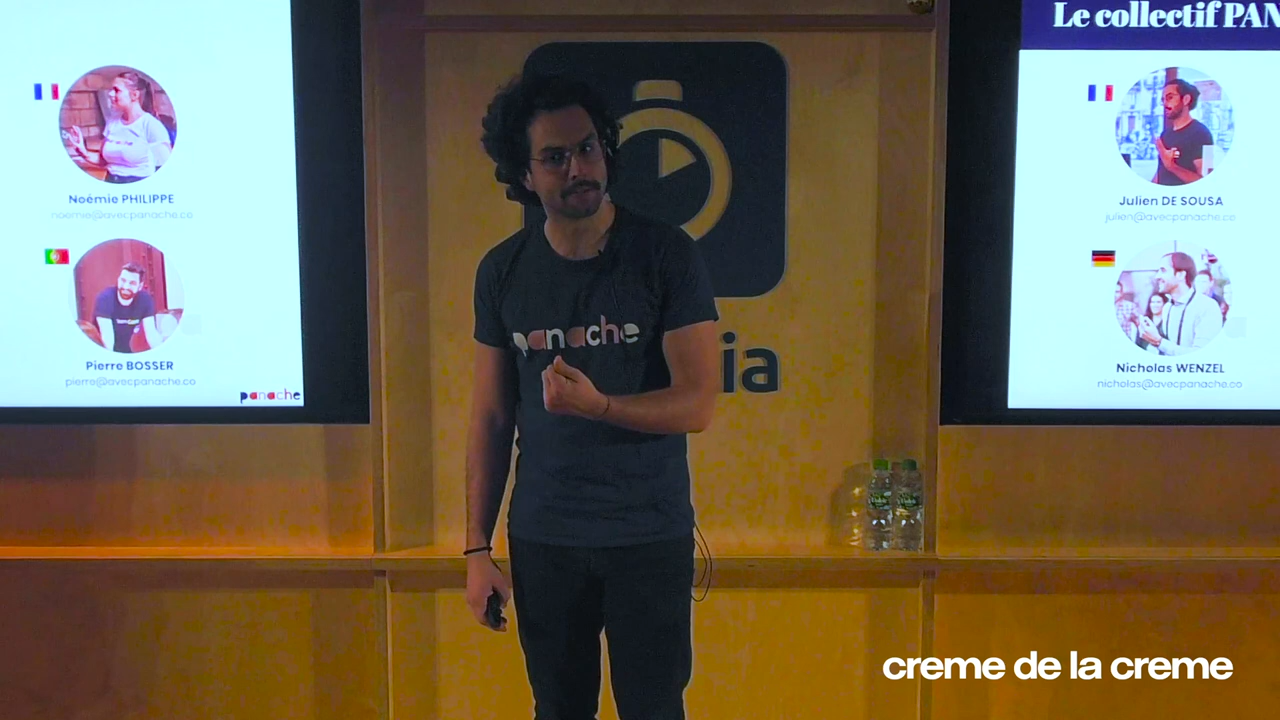 Noémie PHILIPPE
noemie@avecpanache.co
Pierre BOSSER
pierre@avecpanache.co
panache
panache
ia
Le collectif PAN
Julien DE SOUSA
julien@avecpanache.co
Nicholas WENZEL
nicholas@avecpanache.co
creme de la creme